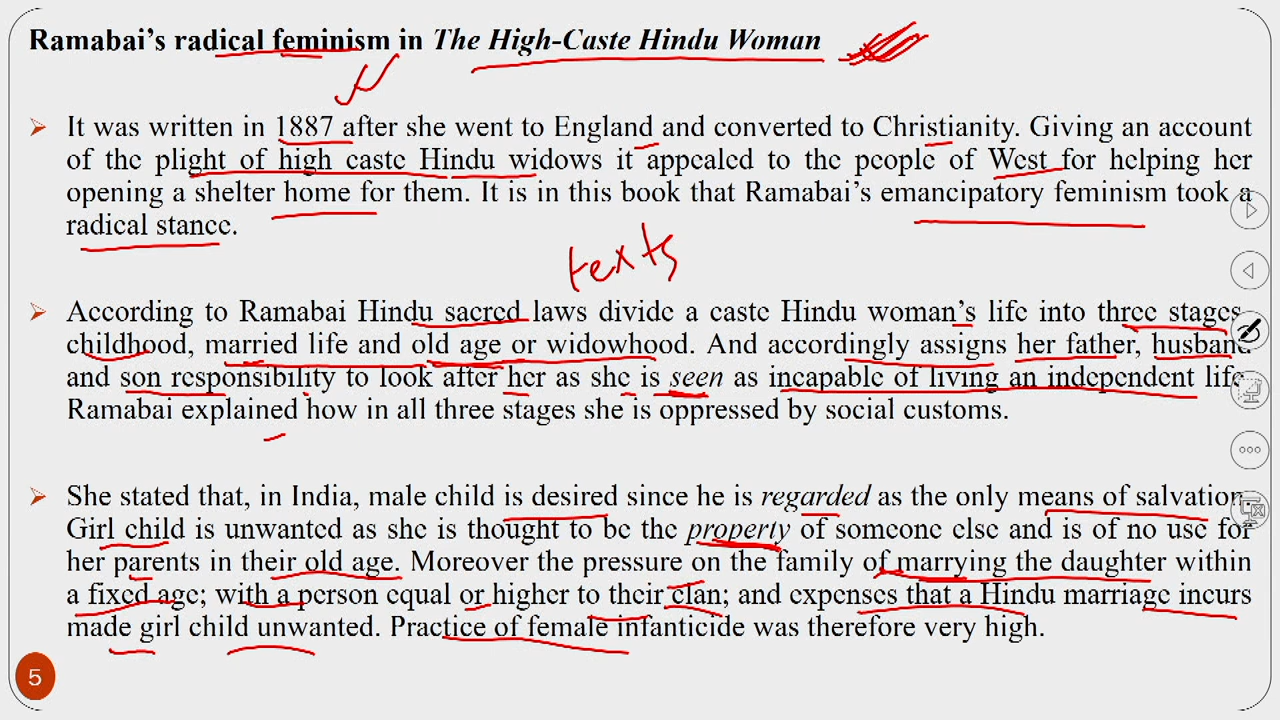 Ramabai's radical feminism in The High-Caste Hindu Woman
It was written in 1887 after she went to England and converted to Christianity. Giving an account
of the plight of high caste Hindu widows it appealed to the people of West for helping her
opening a shelter home for them. It is in this book that Ramabai's emancipatory feminism took a
radical stance.
texts
According to Ramabai Hindu sacred laws divide a caste Hindu woman's life into three stages,
childhood, married life and old age or widowhood. And accordingly assigns her father, husband
and son responsibility to look after her as she is seen as incapable of living an independent life.
Ramabai explained how in all three stages she is oppressed by social customs.
She stated that, in India, male child is desired since he is regarded as the only means of salvation.
Girl child is unwanted as she is thought to be the property of someone else and is of no use for
her parents in their old age. Moreover the pressure on the family of marrying the daughter within
a fixed age; with a person equal or higher to their clan; and expenses that a Hindu marriage incurs
made girl child unwanted. Practice of female infanticide was therefore very high.
5